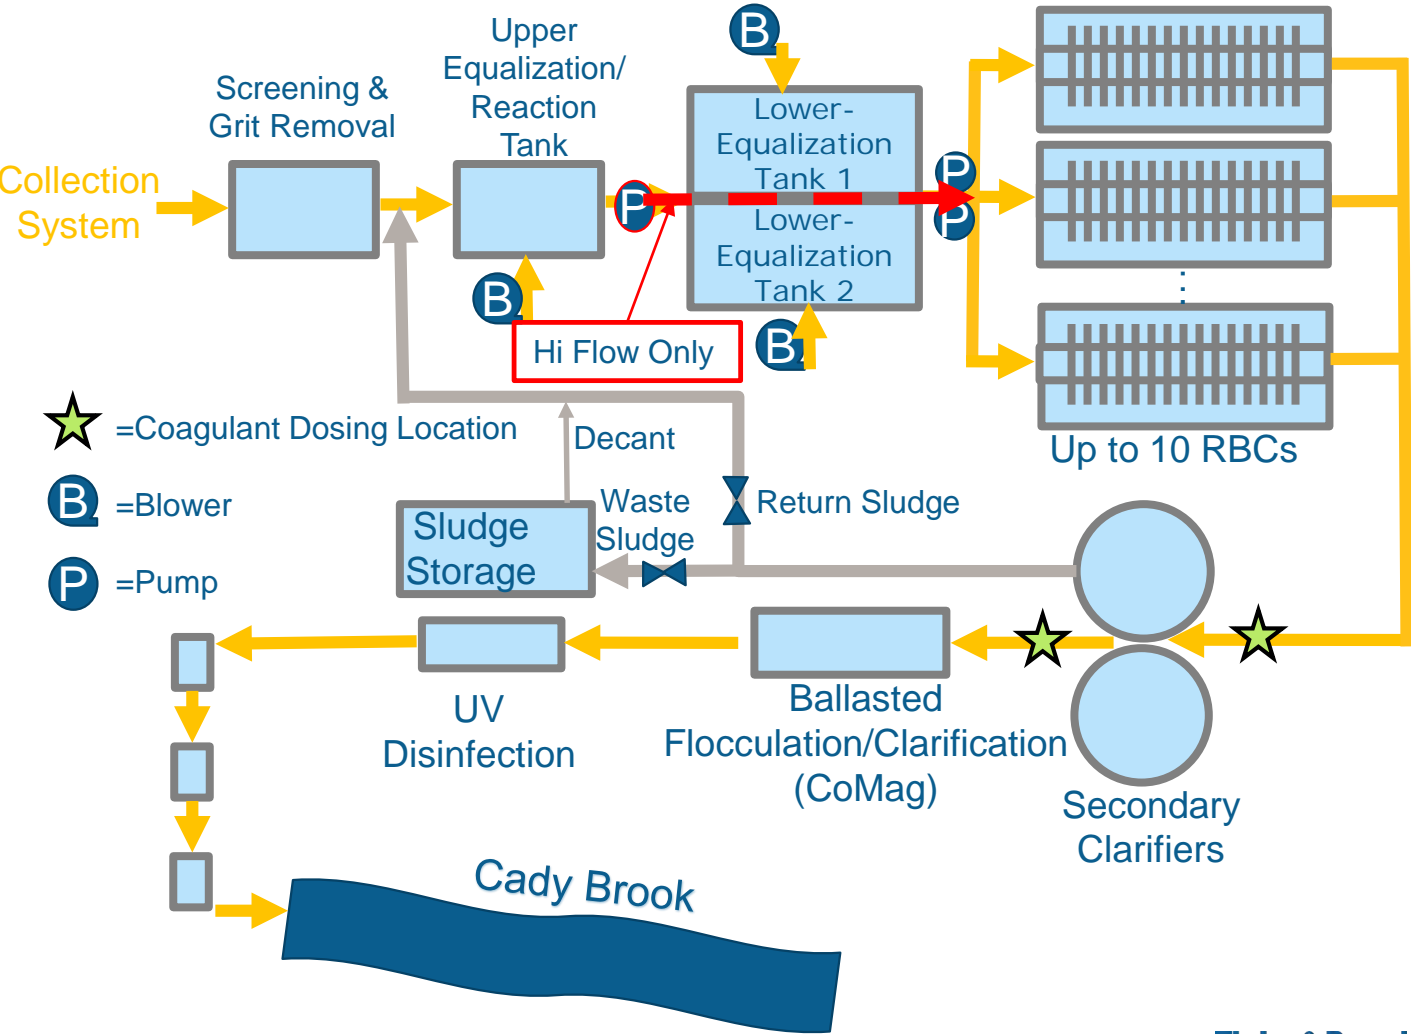 Upper
Equalization/
Reaction
Tank
Screening &
Grit Removal
Collection
System
B
Lower-
Equalization
Tank 1
Lower-
Equalization
Tank 2
P
P
P
B
B
Hi Flow Only
Up to 10 RBCs
=Coagulant Dosing Location
B
=Blower
P
=Pump
Decant
Waste
Sludge
Return Sludge
Sludge
Storage
UV
Disinfection
Ballasted
Flocculation/Clarification
(CoMag)
Secondary
Clarifiers
Cady Brook